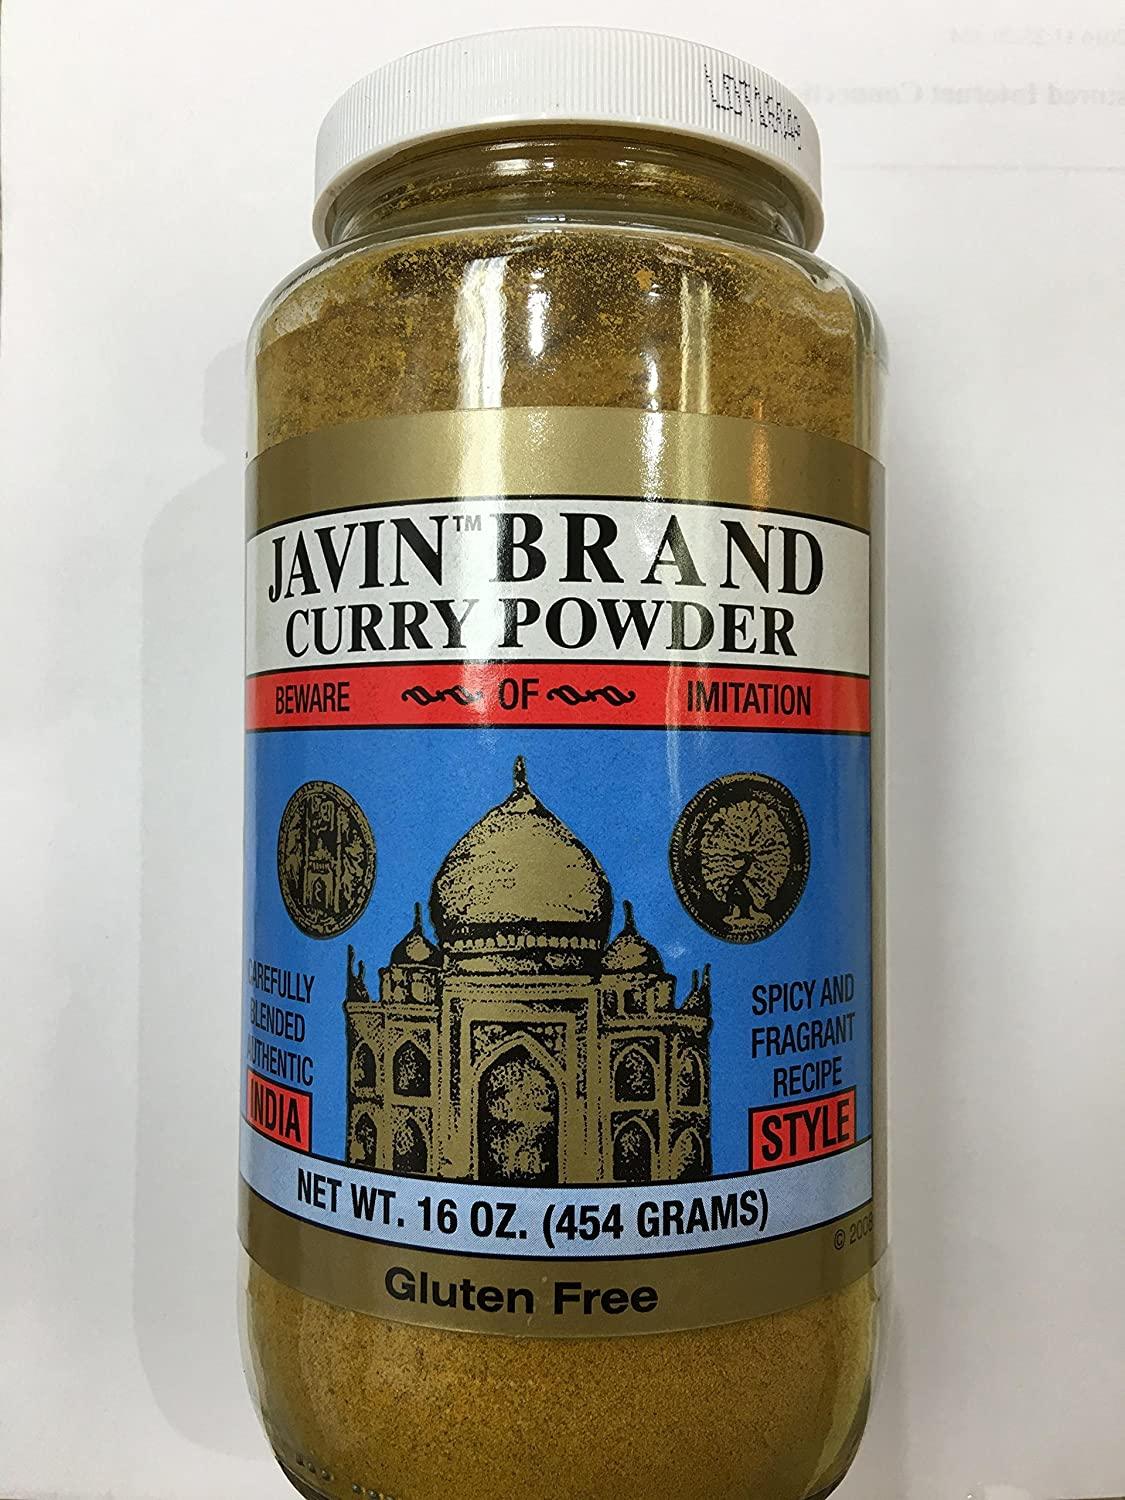 JAVIN™ BRAND
CURRY POWDER
BEWARE OF IMITATION
CAREFULLY
BLENDED
AUTHENTIC
INDIA
SPICY AND
FRAGRANT
RECIPE
STYLE
NET WT. 16 OZ. (454 GRAMS)
Gluten Free